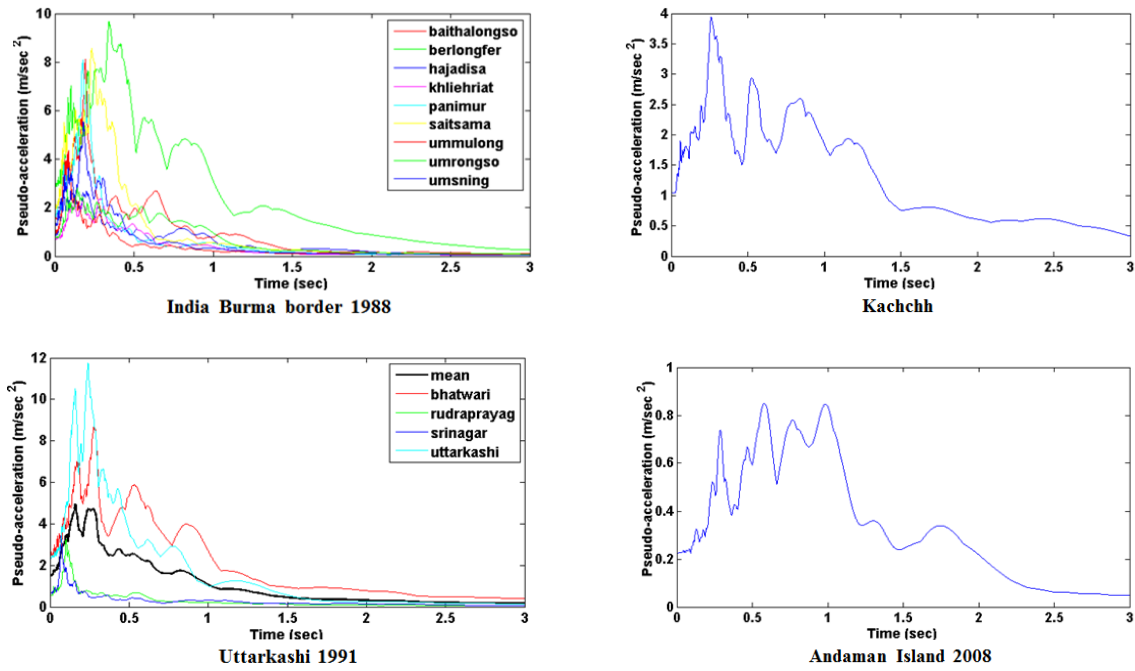 Pseudo-acceleration (m/sec 2)
10
8
6
4
2
0
0 0.5 1 1.5 2 2.5 3
Time (sec)
baithalongso
berlongfer
hajadisa
khliehriat
panimur
saitsama
ummulong
umrongso
umsning
India Burma border 1988
Pseudo-acceleration (m/sec 2)
4
3.5
3
2.5
2
1.5
1
0.5
0
0 0.5 1 1.5 2 2.5 3
Time (sec)
Kachchh
Pseudo-acceleration (m/sec 2)
12
10
8
6
4
2
0
0 0.5 1 1.5 2 2.5 3
Time (sec)
mean
bhatwari
rudraprayag
srinagar
uttarkashi
Uttarkashi 1991
Pseudo-acceleration (m/sec 2)
1
0.8
0.6
0.4
0.2
0
0 0.5 1 1.5 2 2.5 3
Time (sec)
Andaman Island 2008